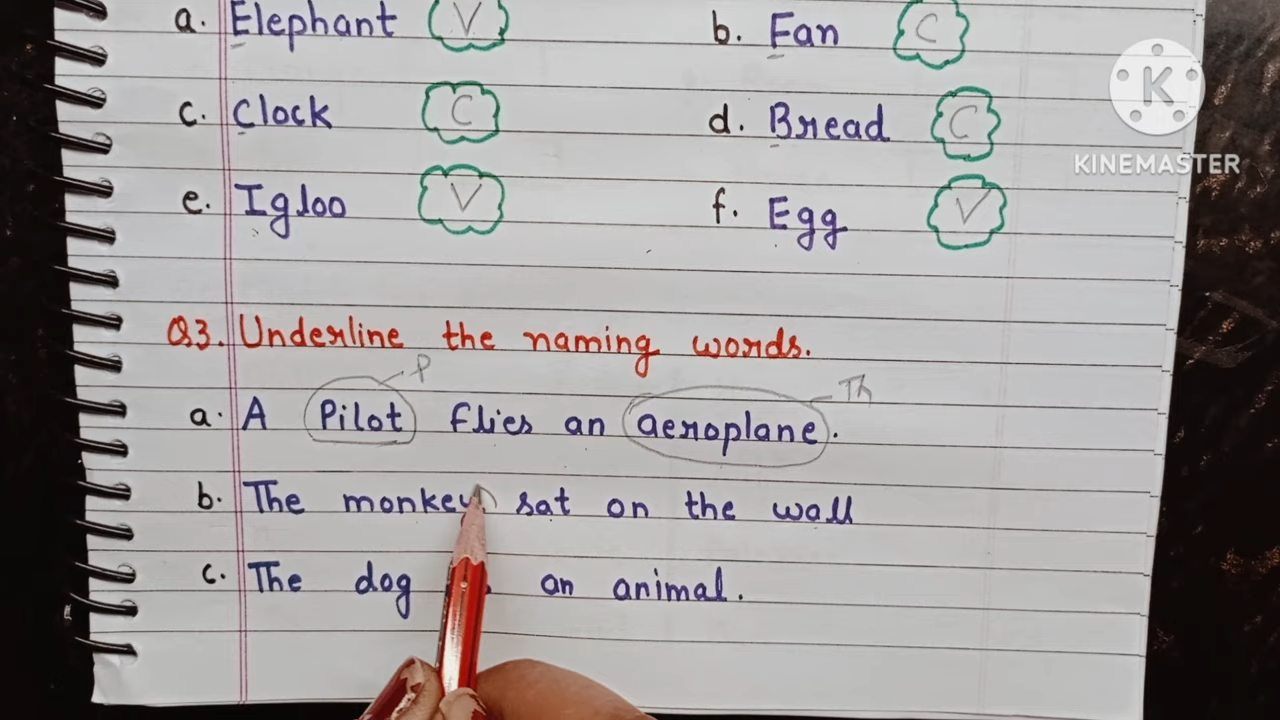 a. Elephant V b. Fan C
c. Clock C d. Bread C
K
KINEMASTER
e. Igloo V f. Egg V
Q3. Underline the naming words.
P Th
a. A Pilot flies an aeroplane.
b. The monkey sat on the wall
c. The dog an animal.